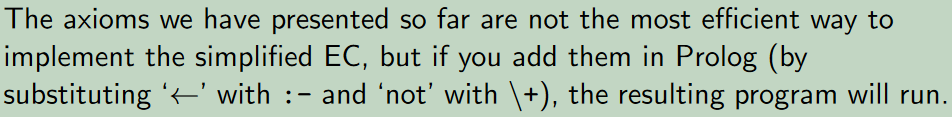 The axioms we have presented so far are not the most efficient way to
implement the simplified EC, but if you add them in Prolog (by
substituting ‘←’ with :- and ‘not’ with \+), the resulting program will run.